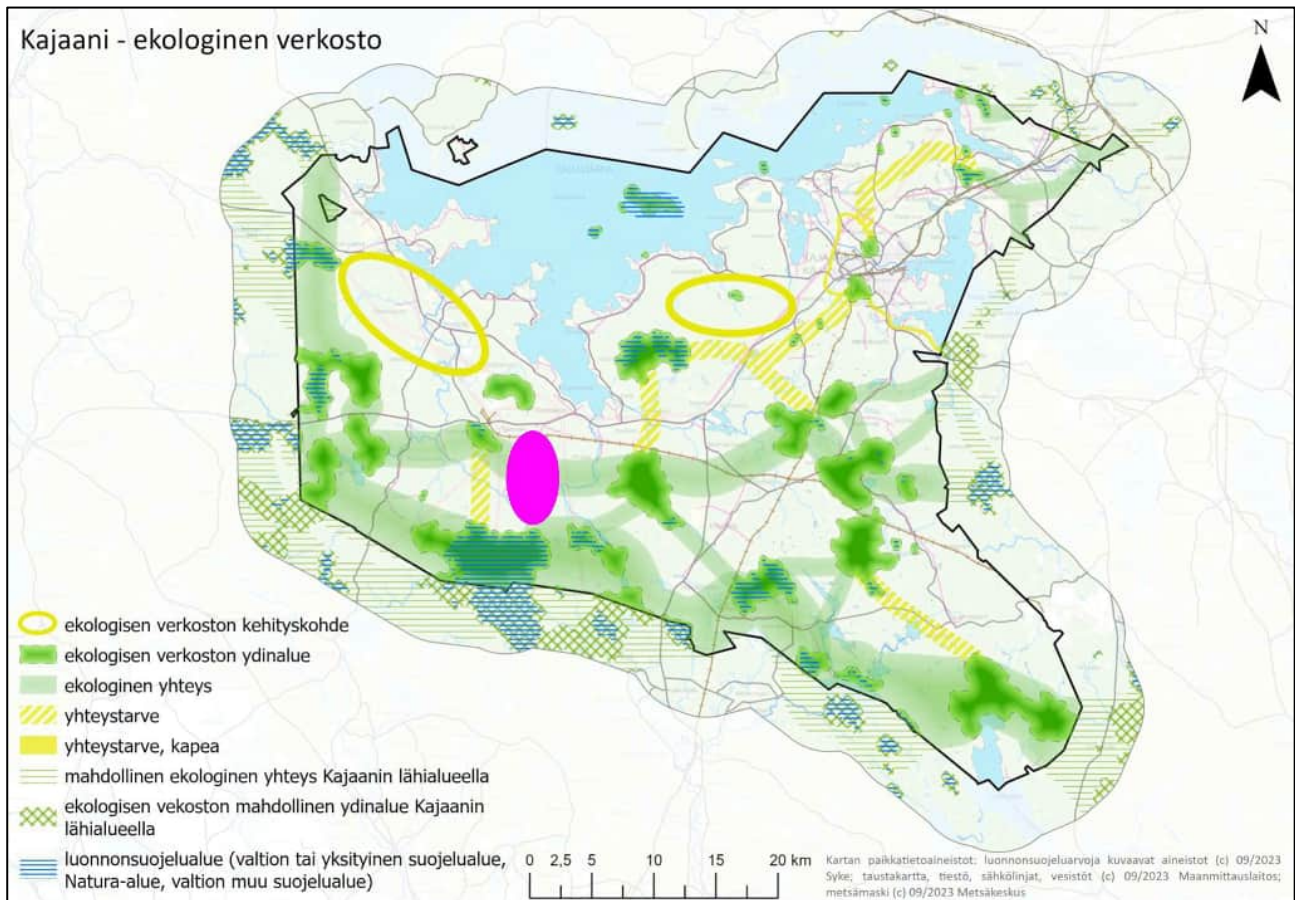 Kajaani - ekologinen verkosto
N
ekologisen verkoston kehityskohde
ekologisen verkoston ydinalue
ekologinen yhteys
yhteystarve
yhteystarve, kapea
mahdollinen ekologinen yhteys Kajaanin lähialueella
ekologisen vekoston mahdollinen ydinalue Kajaanin
lähialueella
luonnonsuojelualue (valtion tai yksityinen suojelualue,
Natura-alue, valtion muu suojelualue)
0 2,5 5 10 15 20 km
Kartan paikkatietoaineistot: luonnonsuojeluarvoja kuvaavat aineistot (c) 09/2023
Syke; taustakartta, tiestö, sähkölinjat, vesistöt (c) 09/2023 Maanmittauslaitos;
metsämaski (c) 09/2023 Metsäkeskus